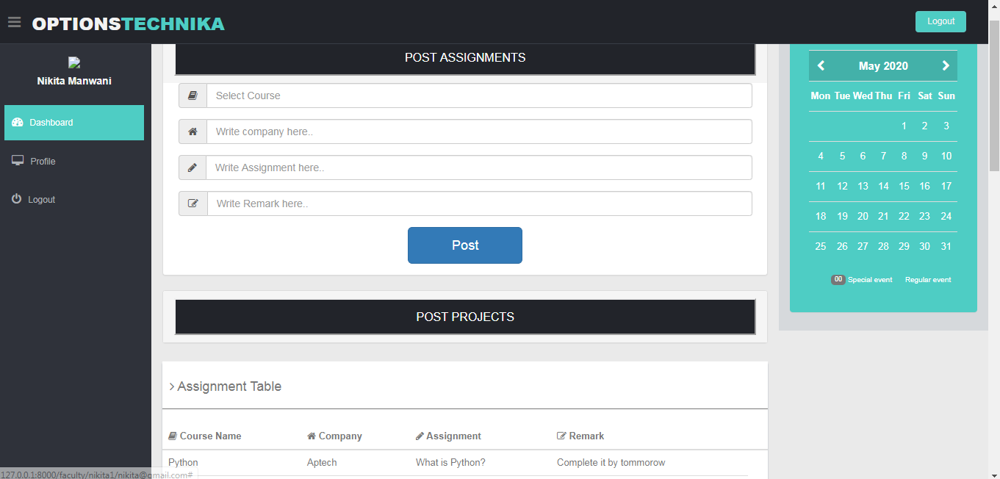 OPTIONSTECHNIKA
Logout
Nikita Manwani
Dashboard
Profile
Logout
POST ASSIGNMENTS
Select Course
Write company here..
Write Assignment here..
Write Remark here..
Post
POST PROJECTS
Assignment Table
Course Name Company Assignment Remark
Python Aptech What is Python? Complete it by tommorow
May 2020
Mon Tue Wed Thu Fri Sat Sun
1 2 3
4 5 6 7 8 9 10
11 12 13 14 15 16 17
18 19 20 21 22 23 24
25 26 27 28 29 30 31
00 Special event Regular event
127.0.0.1:8000/faculty/nikita1/nikita@gmail.com#